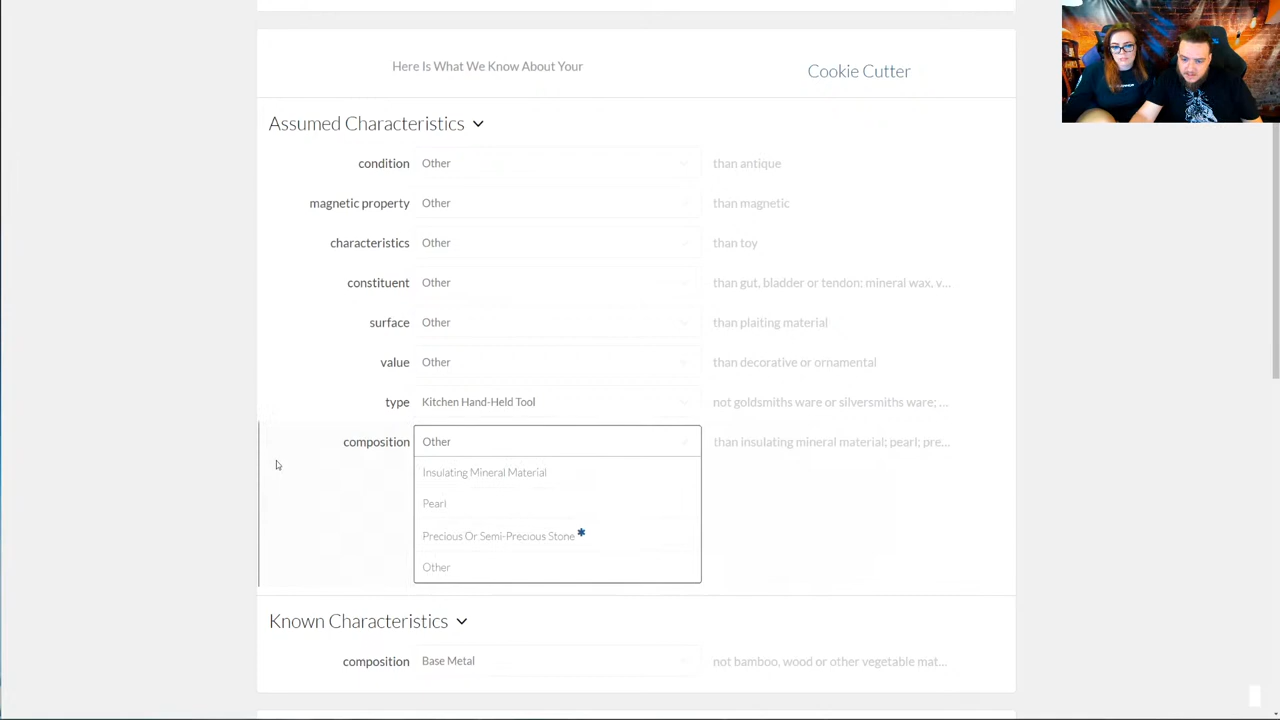 Here Is What We Know About Your
Cookie Cutter
Assumed Characteristics
condition Other than antique
magnetic property Other than magnetic
characteristics Other than toy
constituent Other than gut, bladder or tendon; mineral wax, v...
surface Other than plaiting material
value Other than decorative or ornamental
type Kitchen Hand-Held Tool not goldsmiths ware or silversmiths ware; ...
composition Other than insulating mineral material; pearl; pre...
Insulating Mineral Material
Pearl
Precious Or Semi-Precious Stone *
Other
Known Characteristics
composition Base Metal not bamboo, wood or other vegetable mat...